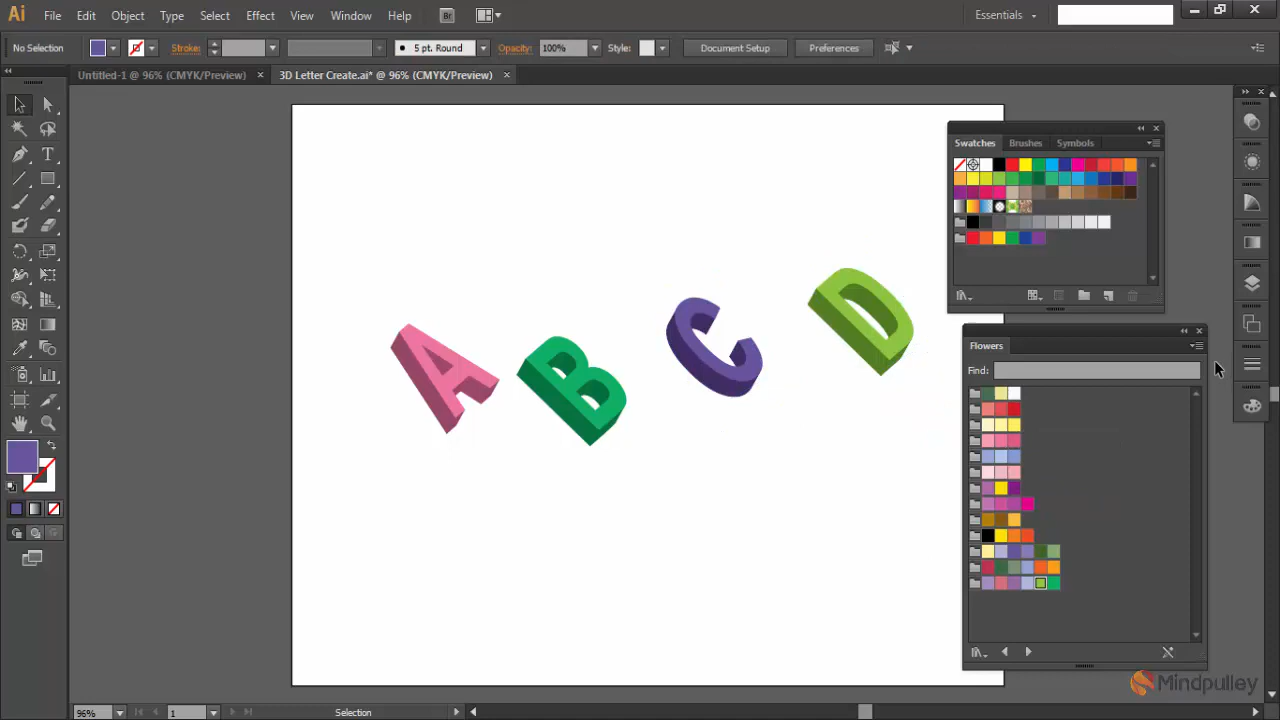 Ai File Edit Object Type Select Effect View Window Help Br Essentials
No Selection Stroke: 5 pt. Round Opacity: 100% Style: Document Setup Preferences
Untitled-1 @ 96% (CMYK/Preview) × 3D Letter Create.ai* @ 96% (CMYK/Preview) ×
Swatches Brushes Symbols
A B C D
Flowers
Find:
Mindpulley
96% 1 Selection